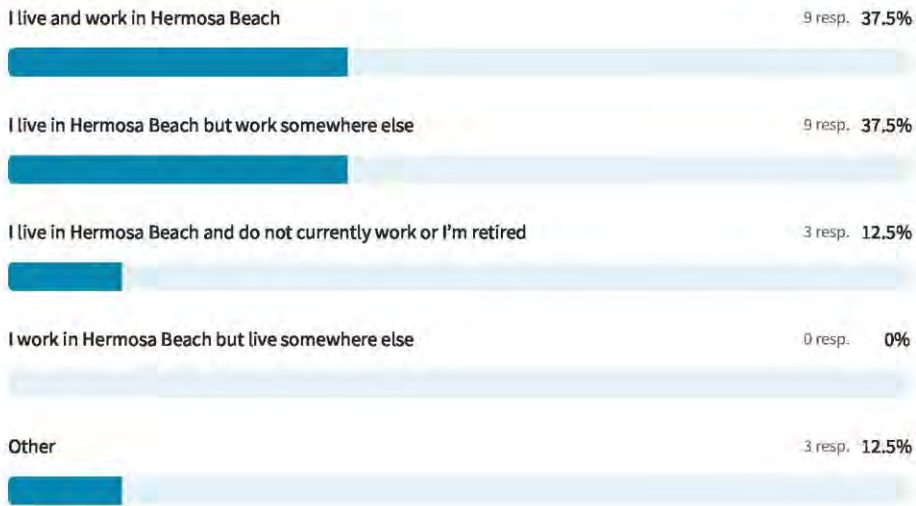 I live and work in Hermosa Beach 9 resp. 37.5%
I live in Hermosa Beach but work somewhere else 9 resp. 37.5%
I live in Hermosa Beach and do not currently work or I'm retired 3 resp. 12.5%
I work in Hermosa Beach but live somewhere else 0 resp. 0%
Other 3 resp. 12.5%